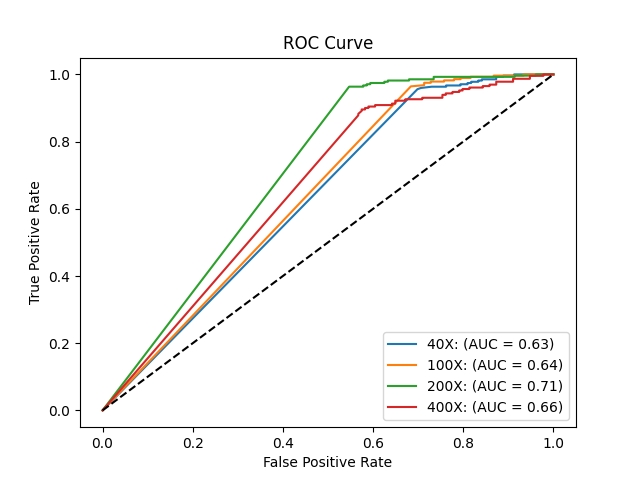 ROC Curve
True Positive Rate
1.0
0.8
0.6
0.4
0.2
0.0
40X: (AUC = 0.63)
100X: (AUC = 0.64)
200X: (AUC = 0.71)
400X: (AUC = 0.66)
0.0 0.2 0.4 0.6 0.8 1.0
False Positive Rate